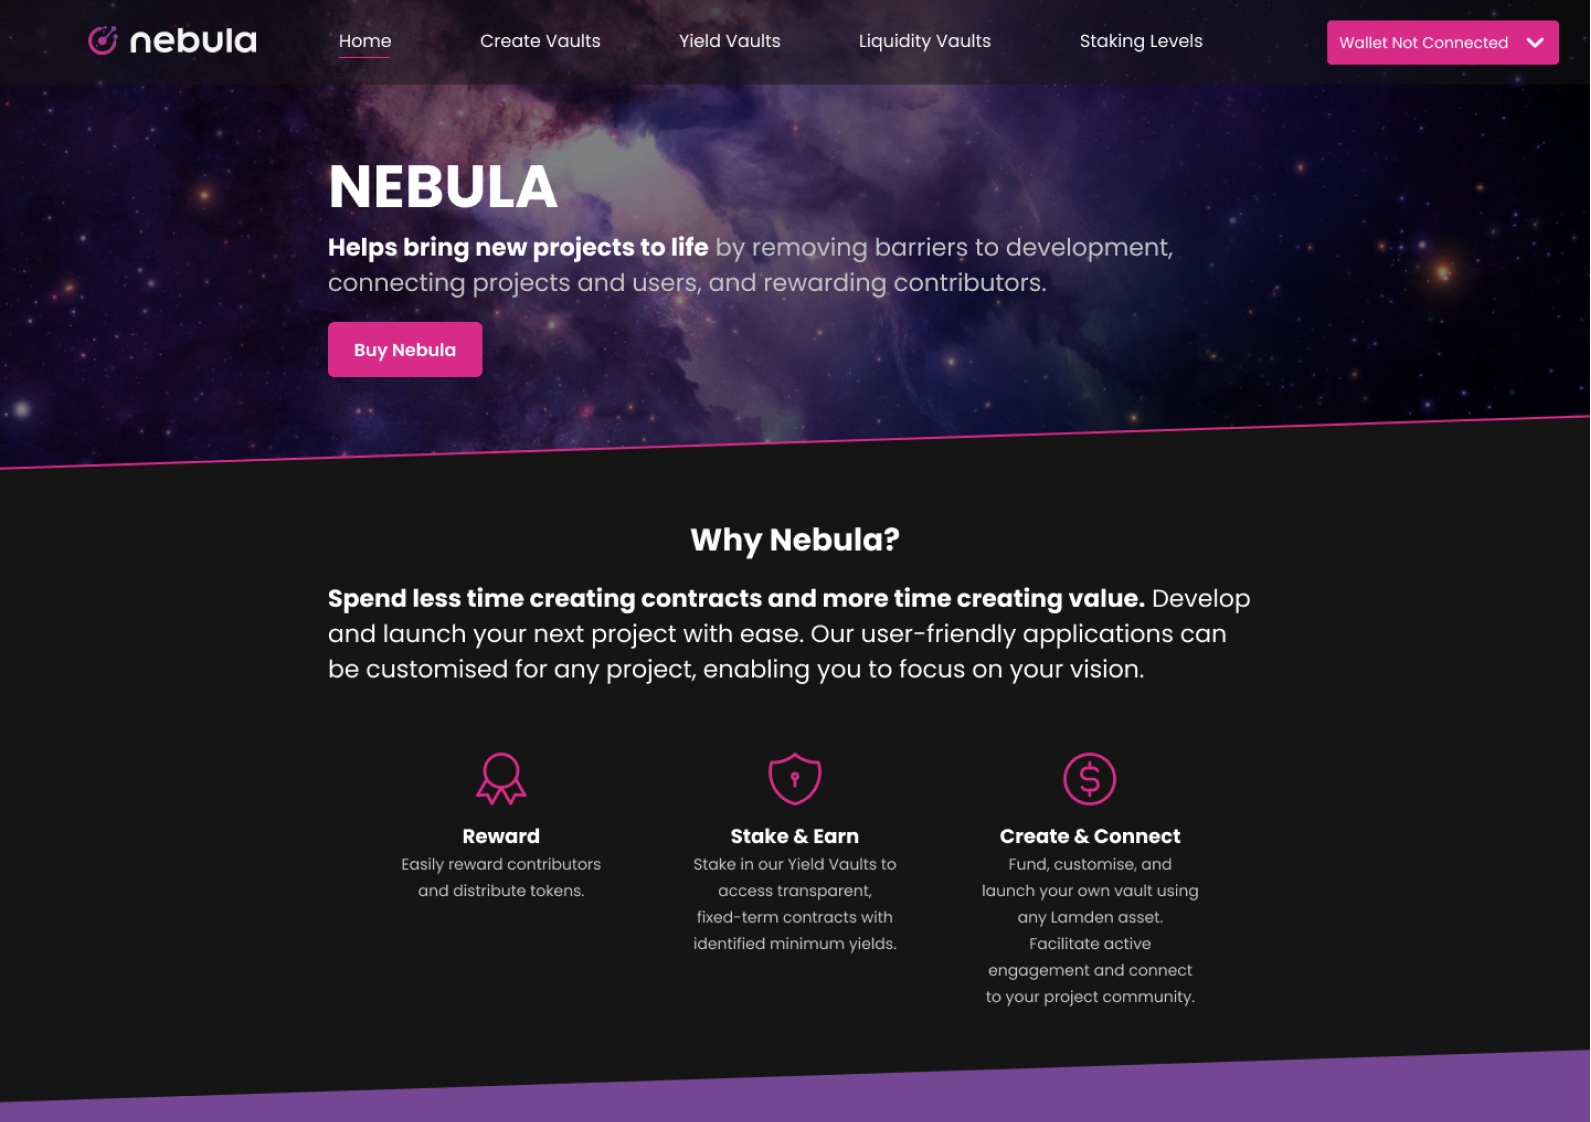 nebula
Home
Create Vaults
Yield Vaults
Liquidity Vaults
Staking Levels
Wallet Not Connected
NEBULA
Helps bring new projects to life by removing barriers to development,
connecting projects and users, and rewarding contributors.
Buy Nebula
Why Nebula?
Spend less time creating contracts and more time creating value. Develop
and launch your next project with ease. Our user-friendly applications can
be customised for any project, enabling you to focus on your vision.
Reward
Easily reward contributors
and distribute tokens.
Stake & Earn
Stake in our Yield Vaults to
access transparent,
fixed-term contracts with
identified minimum yields.
Create & Connect
Fund, customise, and
launch your own vault using
any Lamden asset.
Facilitate active
engagement and connect
to your project community.